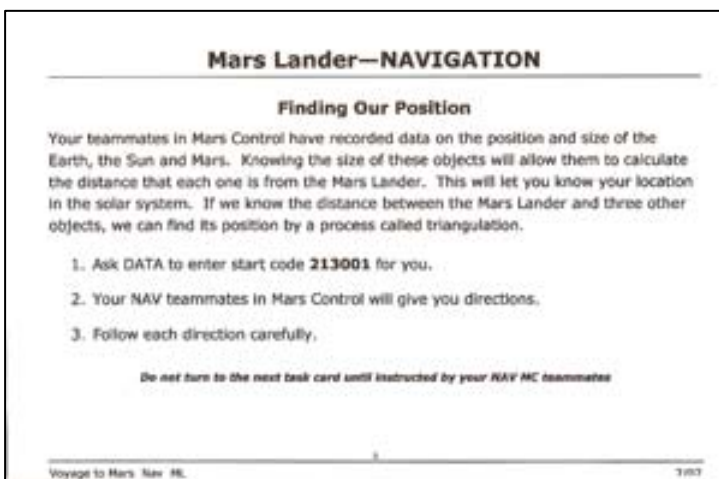 Mars Lander—NAVIGATION
Finding Our Position
Your teammates in Mars Control have recorded data on the position and size of the
Earth, the Sun and Mars. Knowing the size of these objects will allow them to calculate
the distance that each one is from the Mars Lander. This will let you know your location
in the solar system. If we know the distance between the Mars Lander and three other
objects, we can find its position by a process called triangulation.
1. Ask DATA to enter start code 213001 for you.
2. Your NAV teammates in Mars Control will give you directions.
3. Follow each direction carefully.
Do not turn to the next task card until instructed by your NAV MC teammates
Voyage to Mars Nav ML